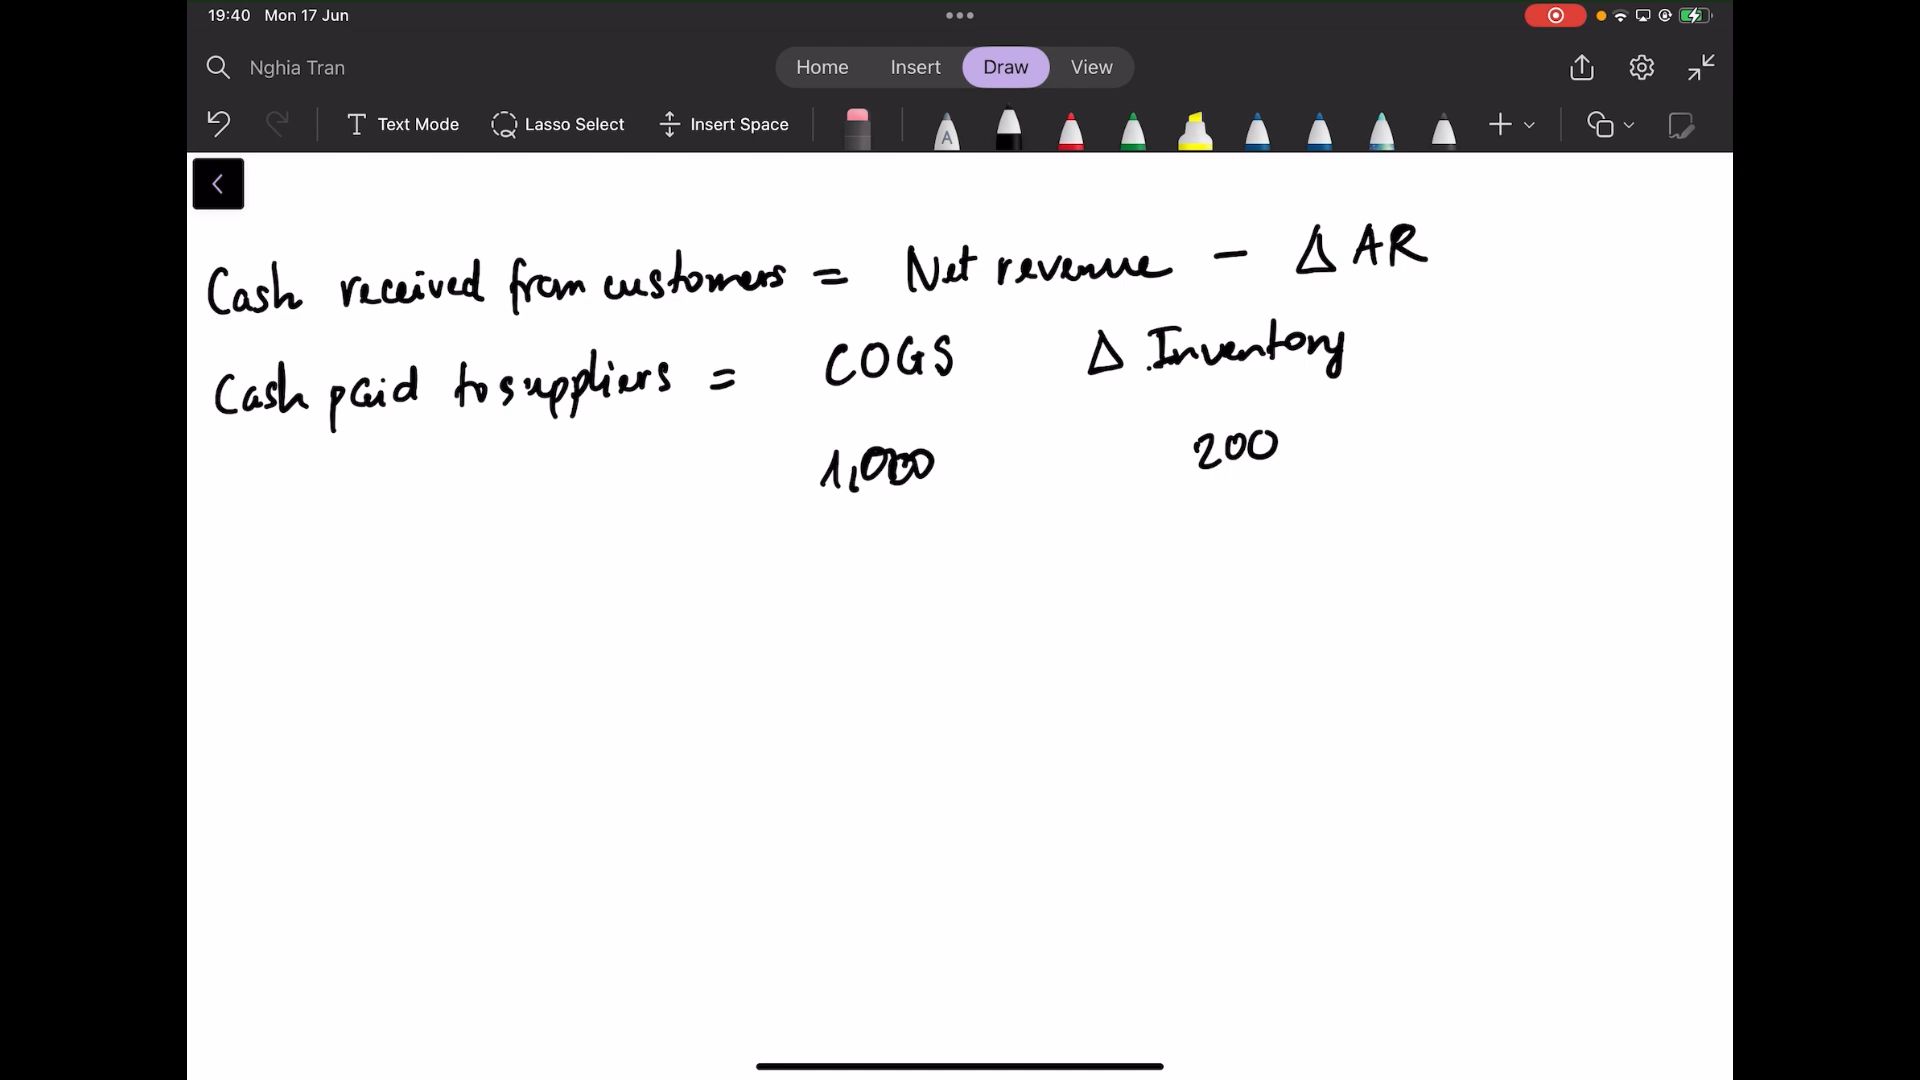 19:40 Mon 17 Jun
Nghia Tran
Home Insert Draw View
Text Mode Lasso Select Insert Space
A
Cash received from customers = Net revenue - Δ AR
Cash paid to suppliers = COGS Δ Inventory
1,000 200